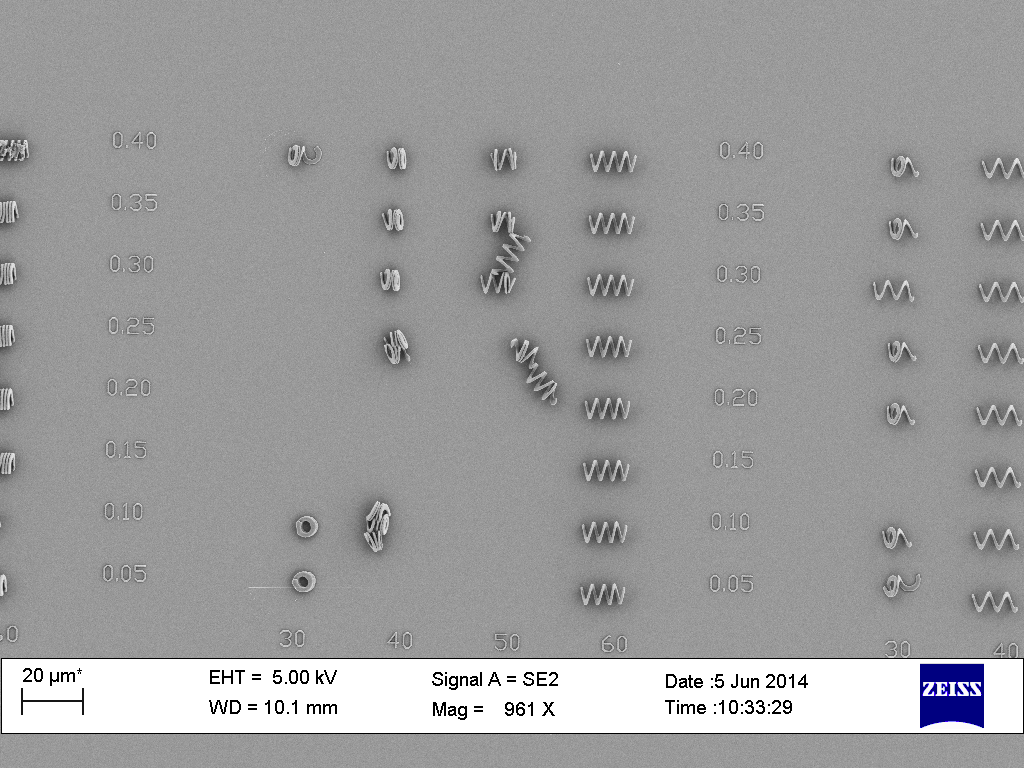 0.40 0.40
0.35 0.35
0.30 0.30
0.25 0.25
0.20 0.20
0.15 0.15
0.10 0.10
0.05 0.05
30 40 50 60 30 40
20 µm*
EHT = 5.00 kV
Signal A = SE2
Date :5 Jun 2014
WD = 10.1 mm
Mag = 961 X
Time :10:33:29
ZEISS